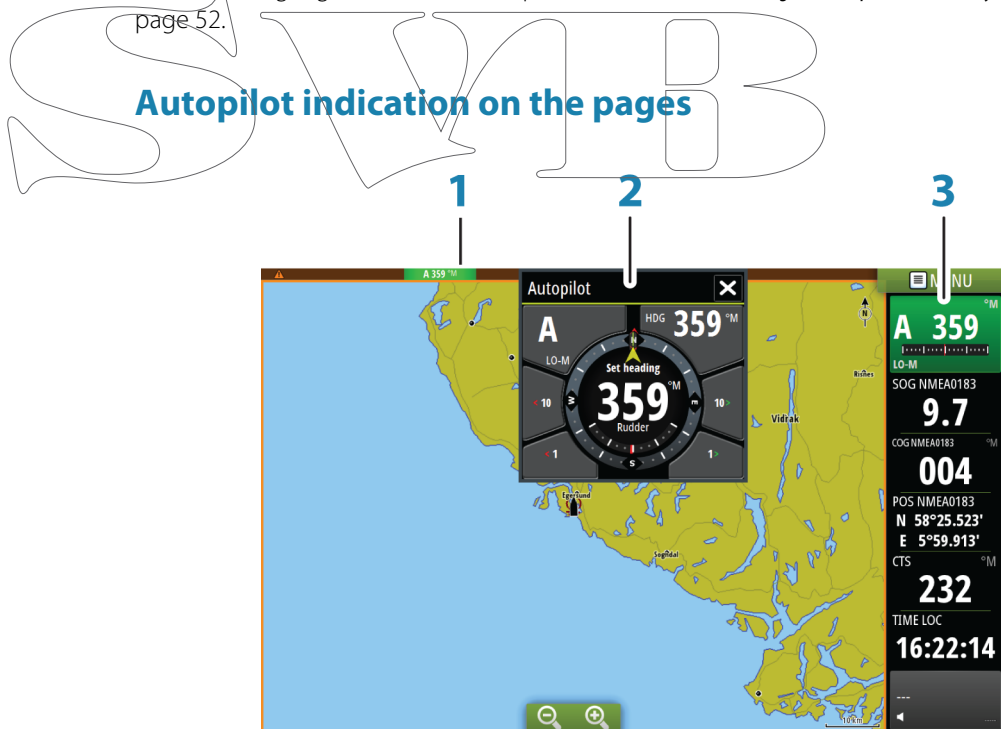 page 52.
SVB
Autopilot indication on the pages
1 2 3
A 359 °M
MENU
Autopilot
A
LO-M
HDG 359 °M
N
Set heading
359 °M
Rudder
W
E
S
< 10
10 >
< 1
1 >
N
Risnes
Vidrak
Egersund
Sogndal
10 km
°M
A 359
LO-M
SOG NMEA0183
9.7
COG NMEA0183 °M
004
POS NMEA0183
N 58°25.523'
E 5°59.913'
CTS °M
232
TIME LOC
16:22:14
---